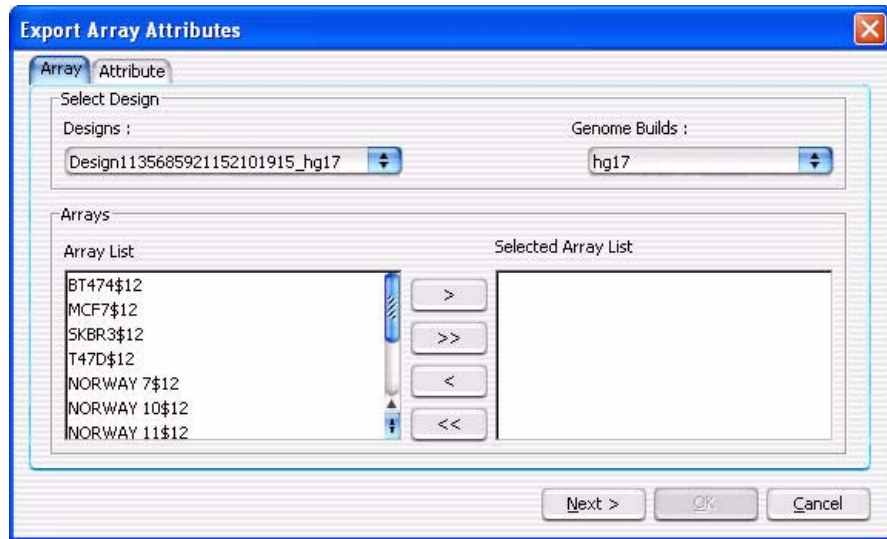 Export Array Attributes
Array Attribute
Select Design
Designs : Genome Builds :
Design1135685921152101915_hg17 hg17
Arrays
Array List Selected Array List
BT474$12
MCF7$12
SKBR3$12
T47D$12
NORWAY 7$12
NORWAY 10$12
NORWAY 11$12
>
>>
<
<<
Next > OK Cancel